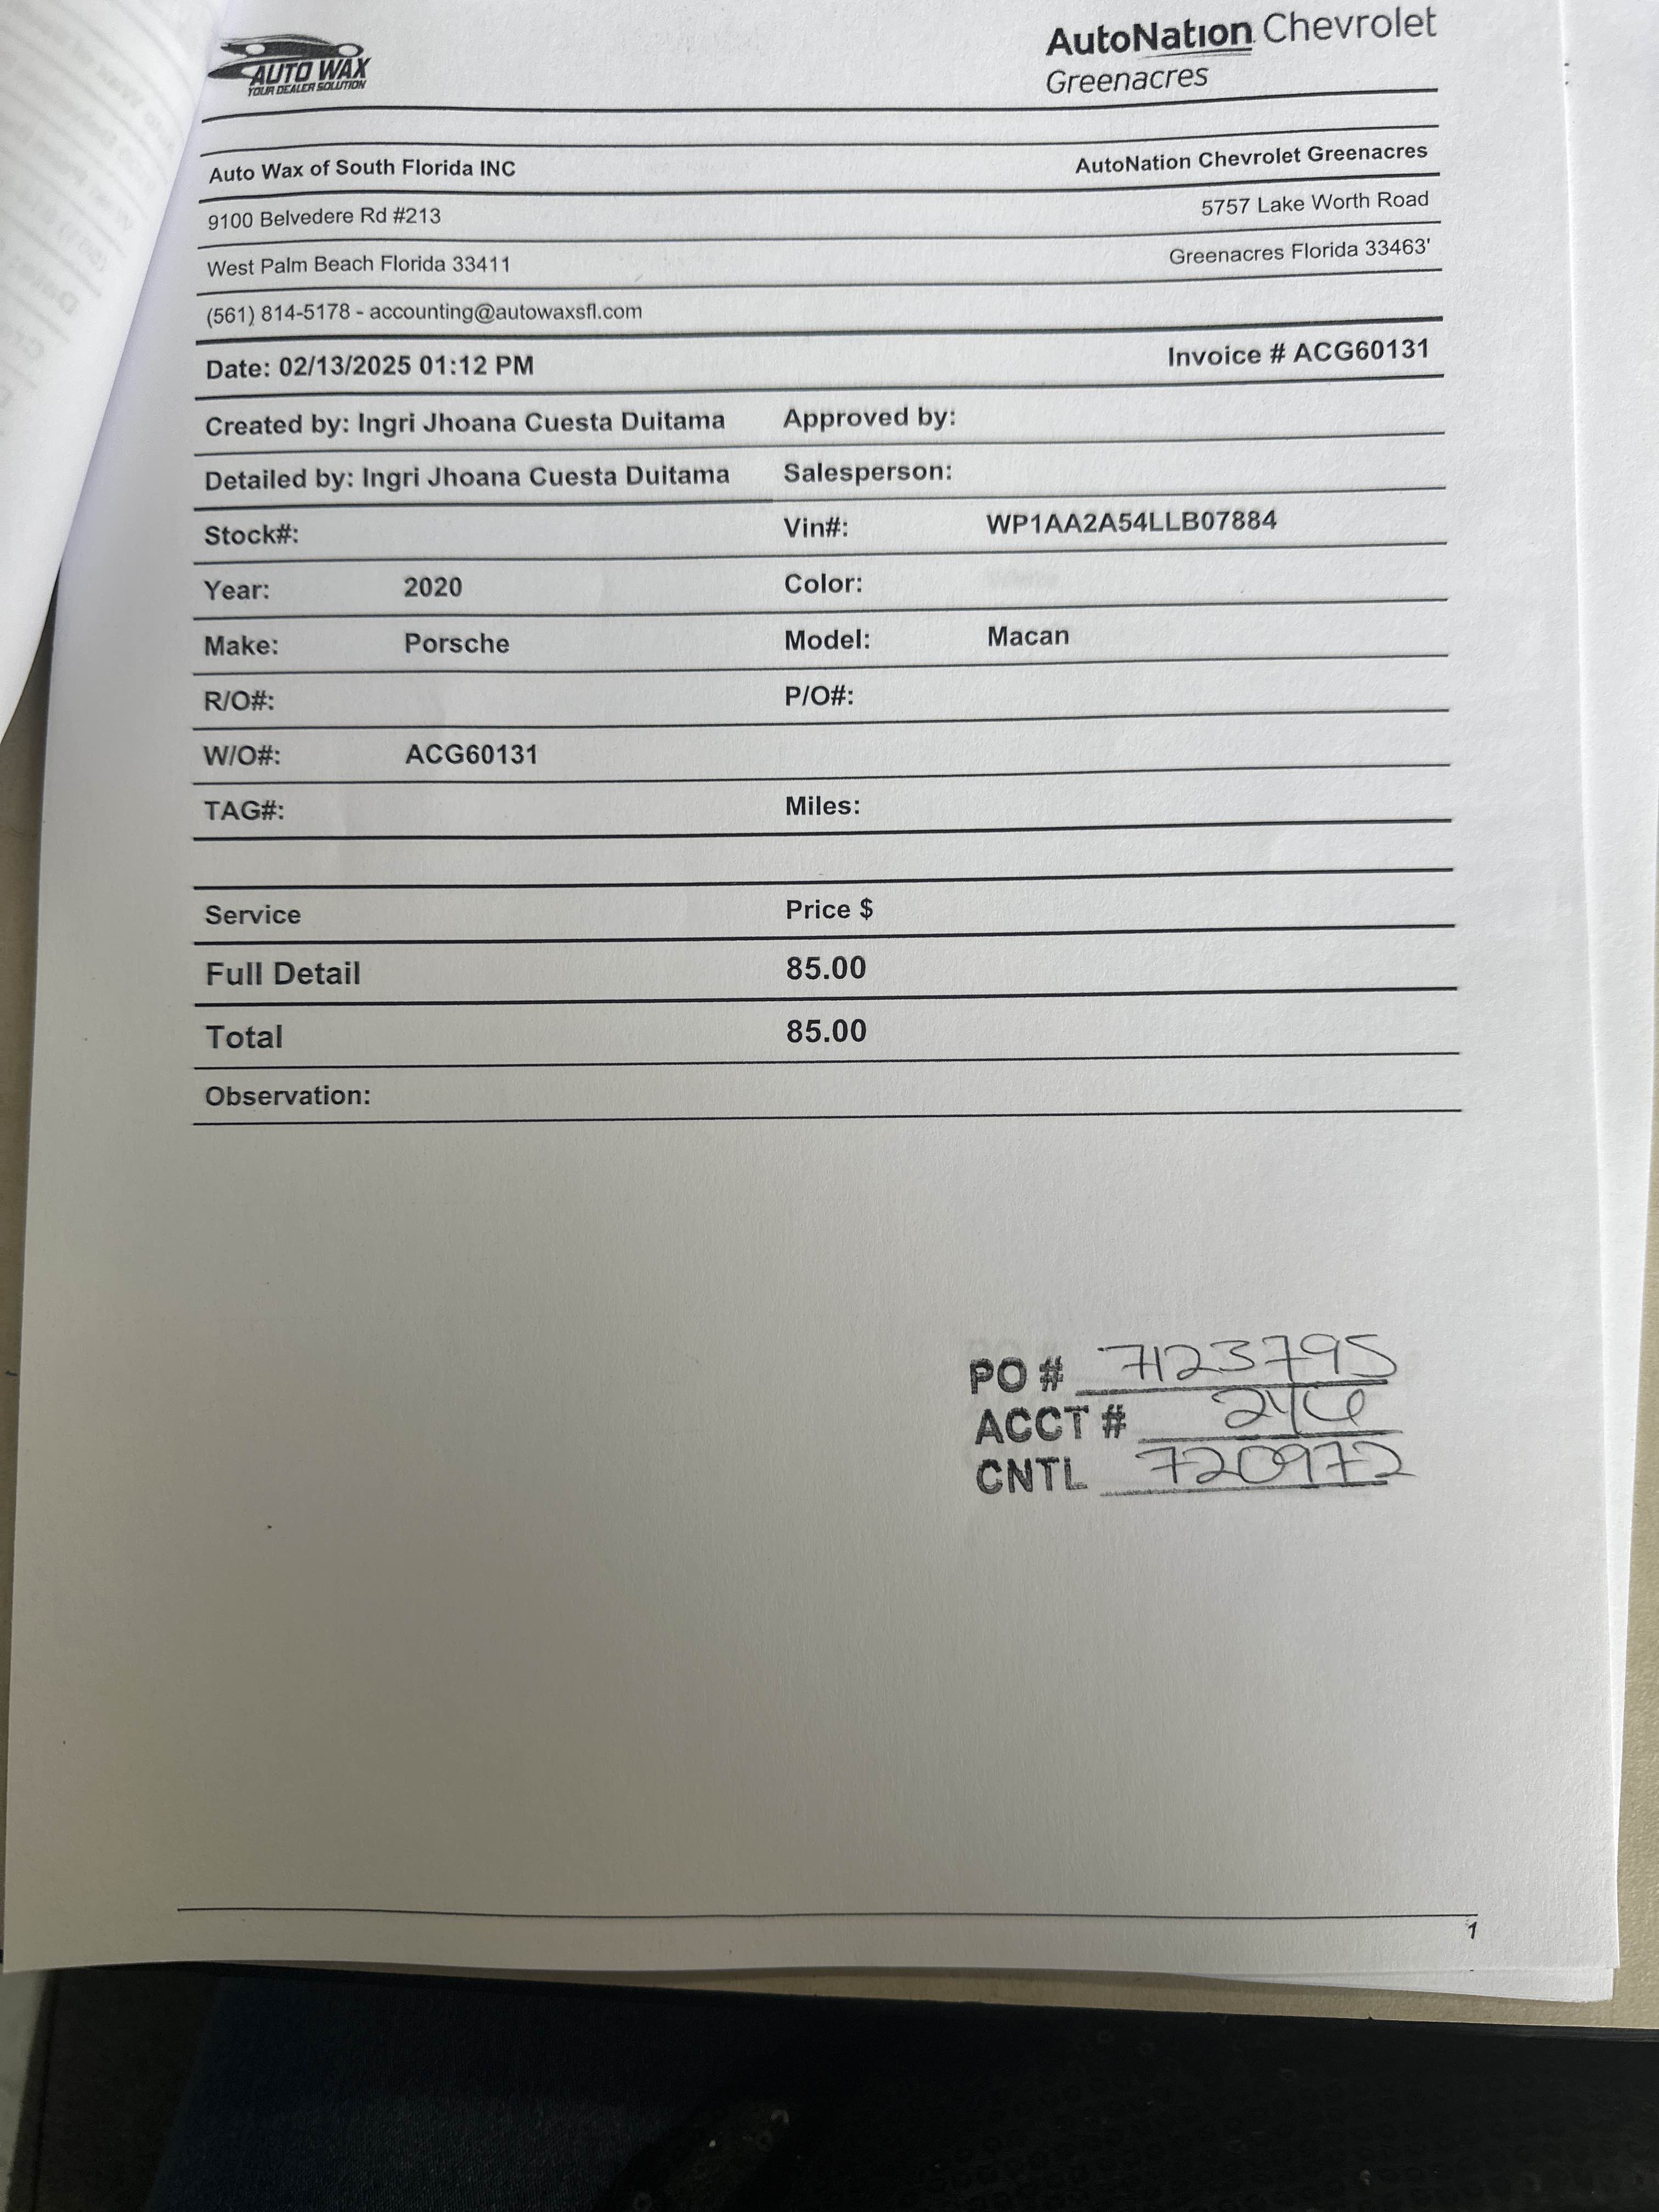 AUTO WAX
YOUR DEALER SOLUTION
AutoNation Chevrolet
Greenacres
Auto Wax of South Florida INC
AutoNation Chevrolet Greenacres
9100 Belvedere Rd #213
5757 Lake Worth Road
West Palm Beach Florida 33411
Greenacres Florida 33463'
(561) 814-5178 - accounting@autowaxsfl.com
Date: 02/13/2025 01:12 PM
Invoice # ACG60131
Created by: Ingri Jhoana Cuesta Duitama
Approved by:
Detailed by: Ingri Jhoana Cuesta Duitama
Salesperson:
Stock#:
Vin#: WP1AA2A54LLB07884
Year: 2020
Color:
Make: Porsche
Model: Macan
R/O#:
P/O#:
W/O#: ACG60131
TAG#:
Miles:
Service Price $
Full Detail 85.00
Total 85.00
Observation:
PO # 7123795
ACCT #
CNTL 720972
1